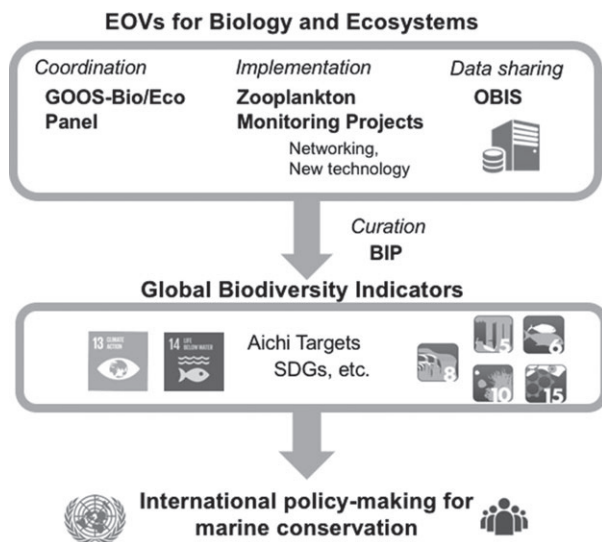 EOVs for Biology and Ecosystems
Coordination
GOOS-Bio/Eco
Panel
Implementation
Zooplankton
Monitoring Projects
Networking,
New technology
Data sharing
OBIS
Curation
BIP
Global Biodiversity Indicators
13 CLIMATE
ACTION
14 LIFE
BELOW WATER
Aichi Targets
SDGs, etc.
8
5
6
10
15
International policy-making for
marine conservation